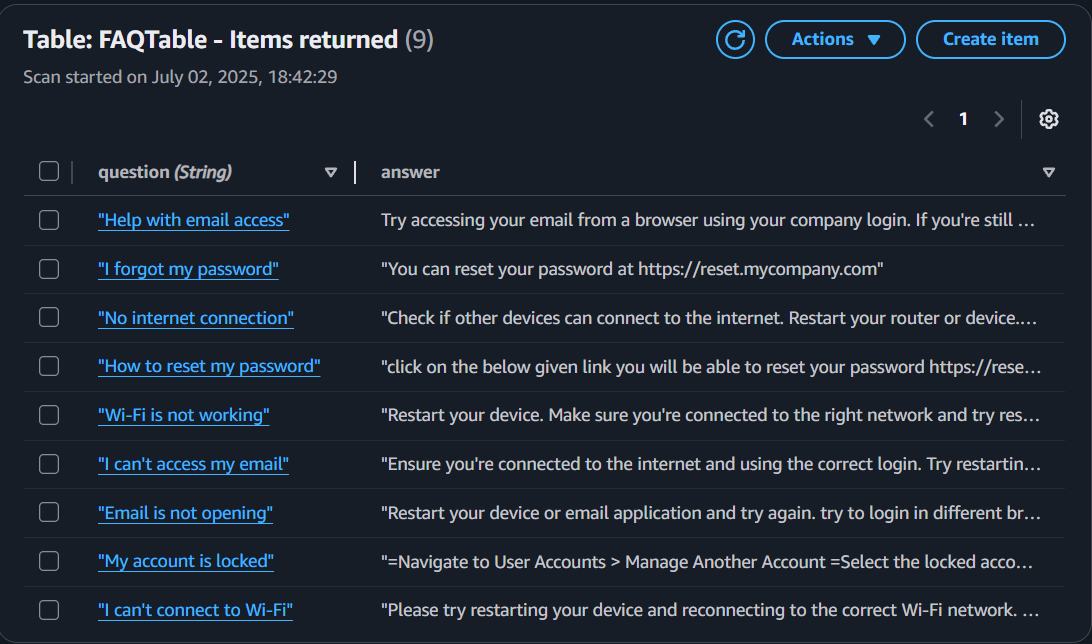 Table: FAQTable - Items returned (9)
Actions
Create item
Scan started on July 02, 2025, 18:42:29
1
question (String)
answer
"Help with email access"
Try accessing your email from a browser using your company login. If you're still ...
"I forgot my password"
"You can reset your password at https://reset.mycompany.com"
"No internet connection"
"Check if other devices can connect to the internet. Restart your router or device....
"How to reset my password"
"click on the below given link you will be able to reset your password https://rese...
"Wi-Fi is not working"
"Restart your device. Make sure you're connected to the right network and try res...
"I can't access my email"
"Ensure you're connected to the internet and using the correct login. Try restartin...
"Email is not opening"
"Restart your device or email application and try again. try to login in different br...
"My account is locked"
"=Navigate to User Accounts > Manage Another Account =Select the locked acco...
"I can't connect to Wi-Fi"
"Please try restarting your device and reconnecting to the correct Wi-Fi network. ...